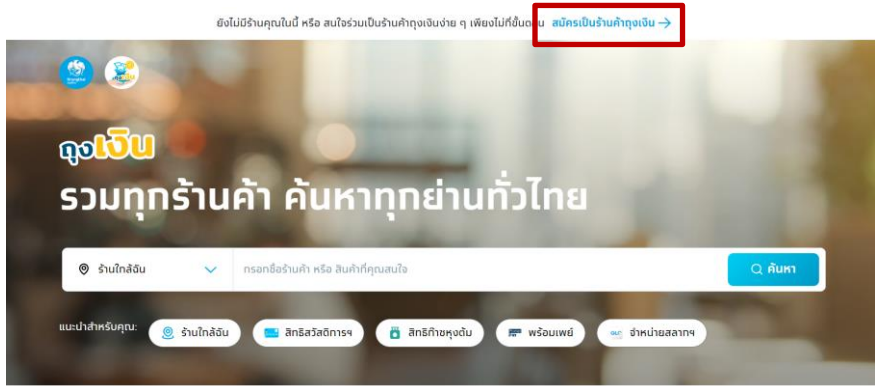 ยังไม่มีร้านคุณในนี้ หรือ สนใจร่วมเป็นร้านค้าถุงเงินง่าย ๆ เพียงไม่กี่ขั้นตอน สมัครเป็นร้านค้าถุงเงิน →
ถุงเงิน
รวมทุกร้านค้า ค้นหาทุกย่านทั่วไทย
ร้านใกล้ฉัน กรอกชื่อร้านค้า หรือ สินค้าที่คุณสนใจ ค้นหา
แนะนำสำหรับคุณ: ร้านใกล้ฉัน สิทธิสวัสดิการฯ สิทธิก๊าซหุงต้ม พร้อมเพย์ จำหน่ายสลากฯ